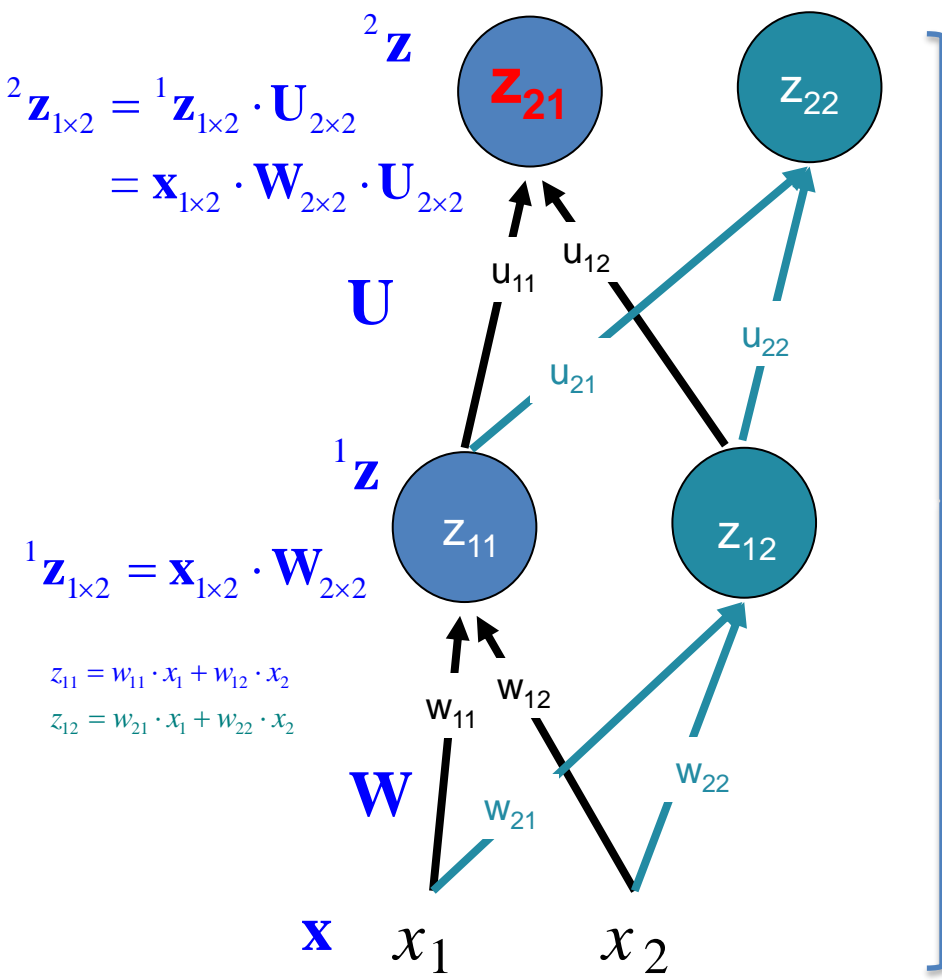 ²z
z₂₁
z₂₂
²z₁ₓ₂ = ¹z₁ₓ₂ · U₂ₓ₂
= x₁ₓ₂ · W₂ₓ₂ · U₂ₓ₂
u₁₁
u₁₂
U
u₂₂
u₂₁
¹z
z₁₁
z₁₂
¹z₁ₓ₂ = x₁ₓ₂ · W₂ₓ₂
z₁₁ = w₁₁ · x₁ + w₁₂ · x₂
z₁₂ = w₂₁ · x₁ + w₂₂ · x₂
w₁₁
w₁₂
W
w₂₁
w₂₂
x
x₁
x₂